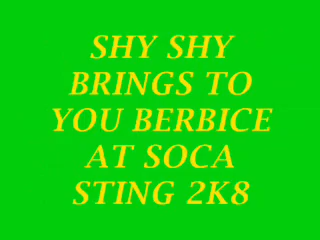 SHY SHY
BRINGS TO
YOU BERBICE
AT SOCA
STING 2K8